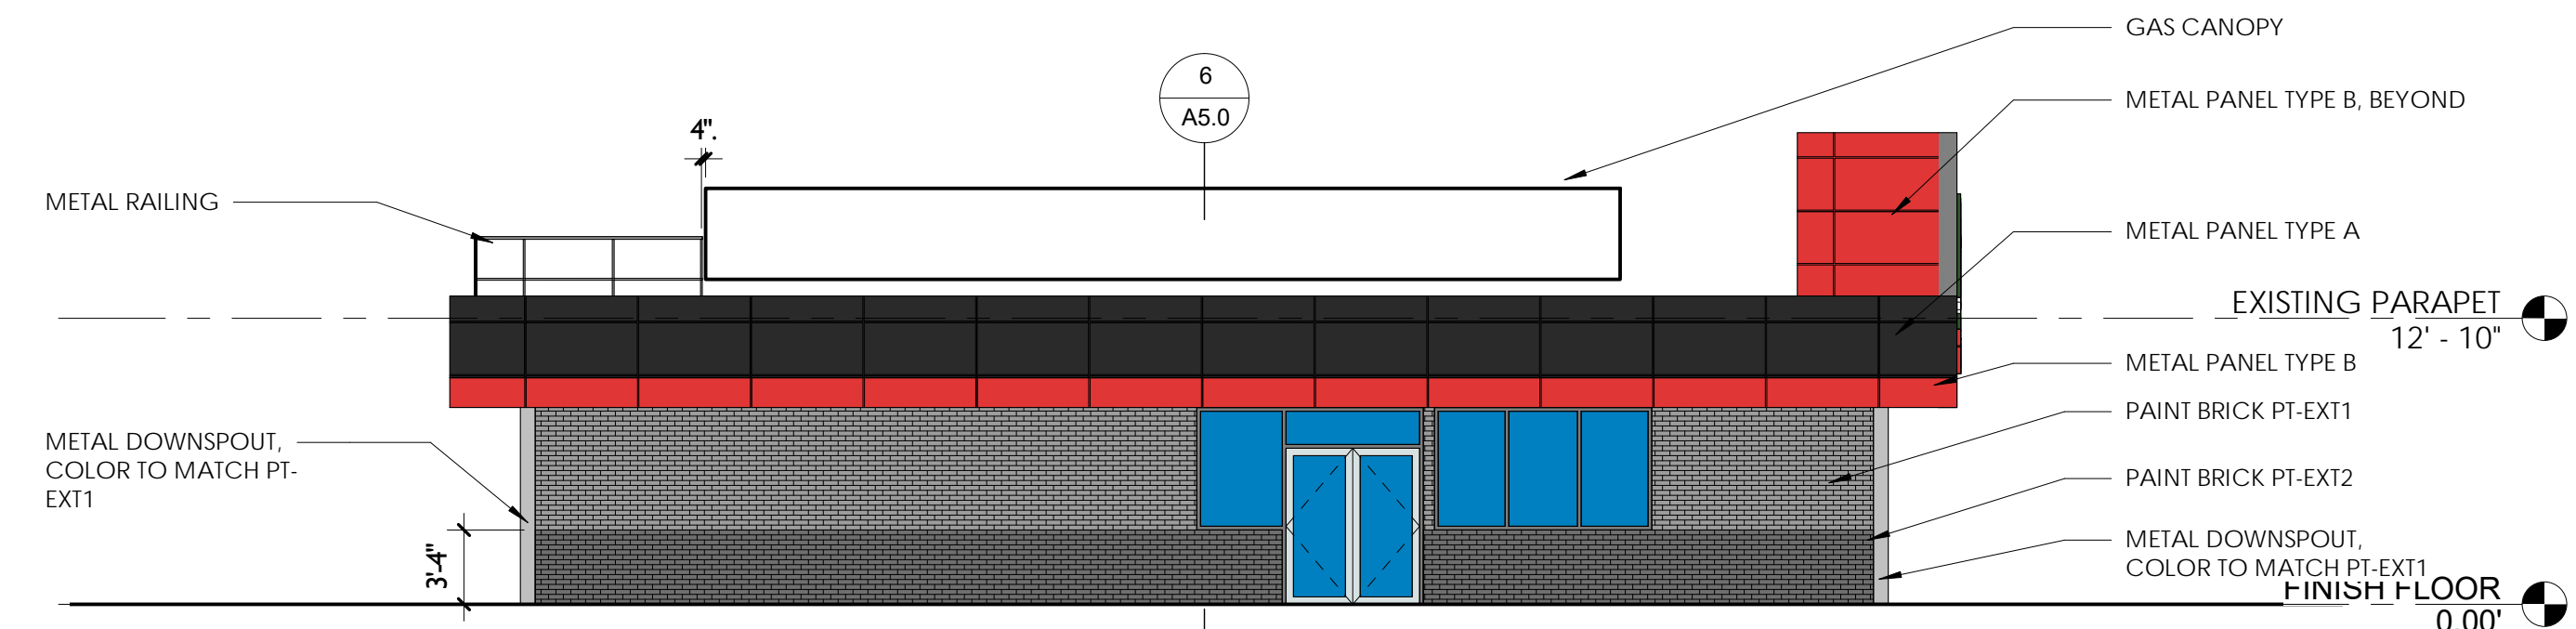 GAS CANOPY
6
A5.0
METAL PANEL TYPE B, BEYOND
4".
METAL RAILING
METAL PANEL TYPE A
EXISTING PARAPET
12' - 10"
METAL PANEL TYPE B
PAINT BRICK PT-EXT1
METAL DOWNSPOUT,
COLOR TO MATCH PT-
EXT1
PAINT BRICK PT-EXT2
3'-4"
METAL DOWNSPOUT,
COLOR TO MATCH PT-EXT1
FINISH FLOOR
0.00'